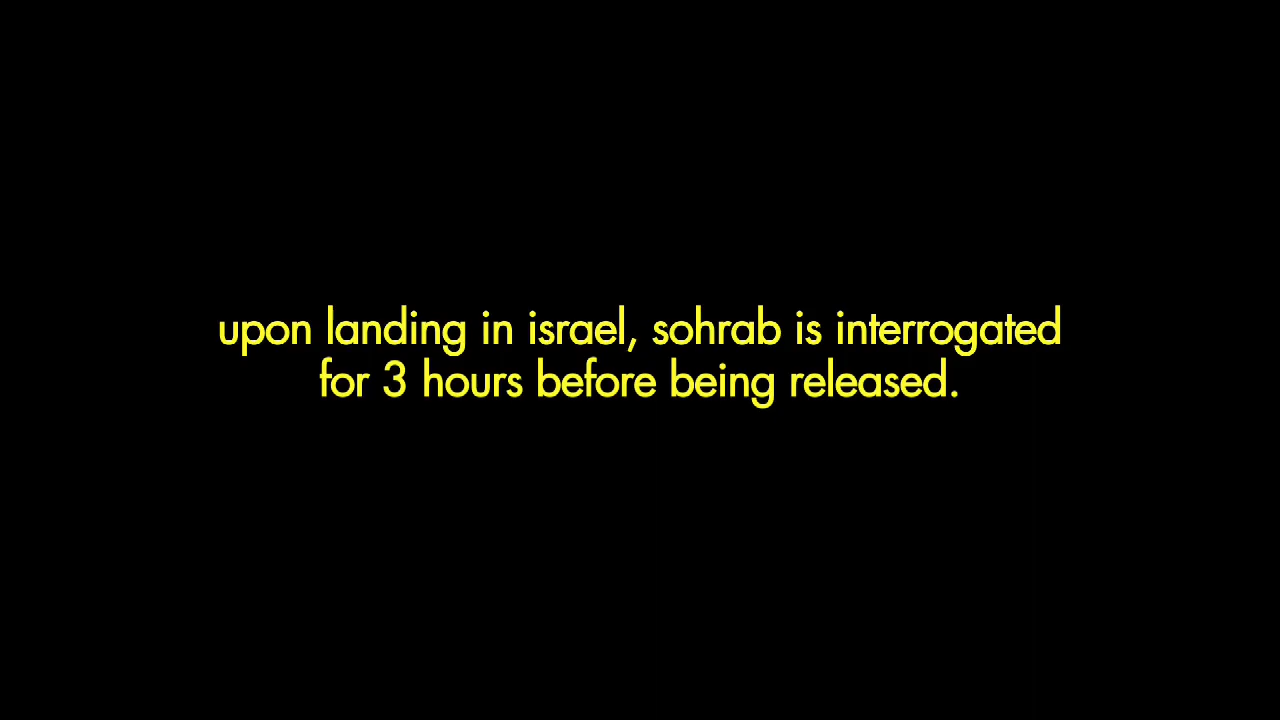 upon landing in israel, sohrab is interrogated
for 3 hours before being released.